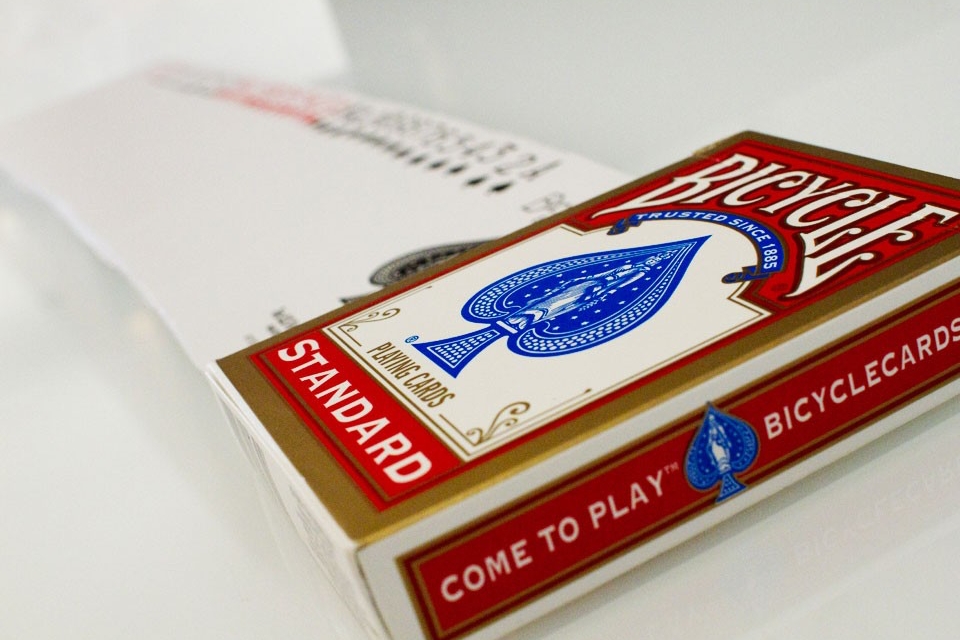 BICYCLE
TRUSTED SINCE 1885
®
PLAYING CARDS
STANDARD
COME TO PLAY™ BICYCLECARDS